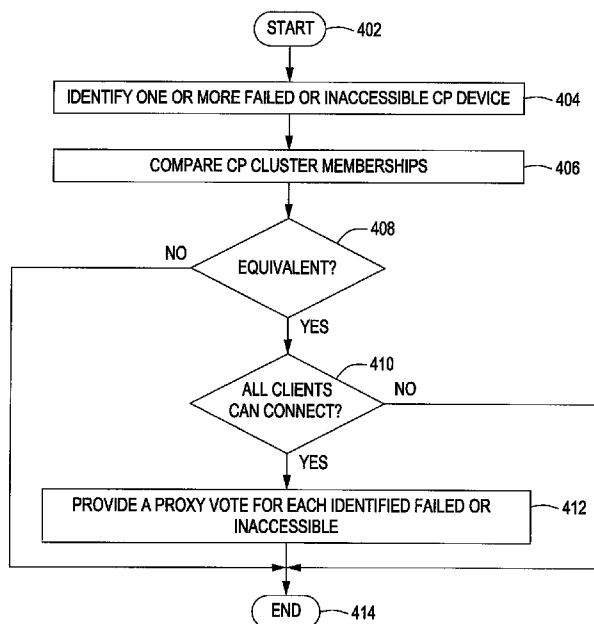 START
402
IDENTIFY ONE OR MORE FAILED OR INACCESSIBLE CP DEVICE
404
COMPARE CP CLUSTER MEMBERSHIPS
406
408
NO
EQUIVALENT?
YES
410
ALL CLIENTS
CAN CONNECT?
NO
YES
PROVIDE A PROXY VOTE FOR EACH IDENTIFIED FAILED OR
INACCESSIBLE
412
END
414